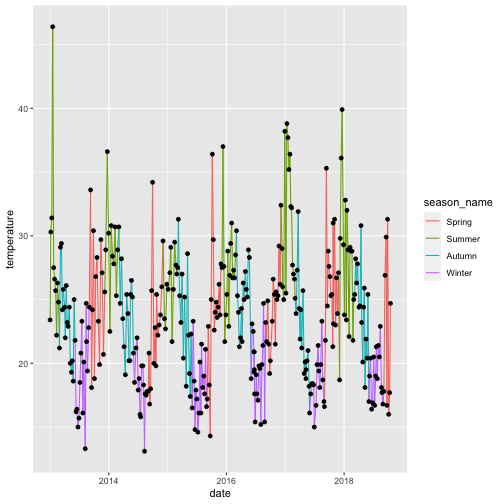 40
30
20
temperature
2014
2016
2018
date
season_name
Spring
Summer
Autumn
Winter